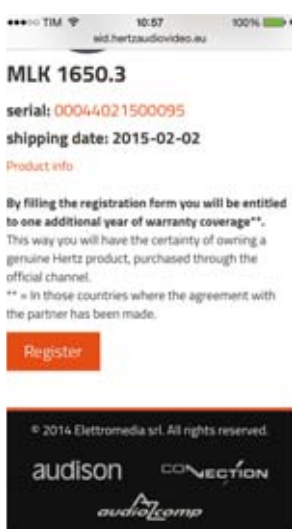 TIM 10:57 100%
eid.hertzaudiovideo.eu
MLK 1650.3
serial: 00044021500095
shipping date: 2015-02-02
Product info
By filling the registration form you will be entitled
to one additional year of warranty coverage**.
This way you will have the certainty of owning a
genuine Hertz product, purchased through the
official channel.
** = In those countries where the agreement with
the partner has been made.
Register
© 2014 Elettromedia srl. All rights reserved.
audison CONNECTION
audiocomp